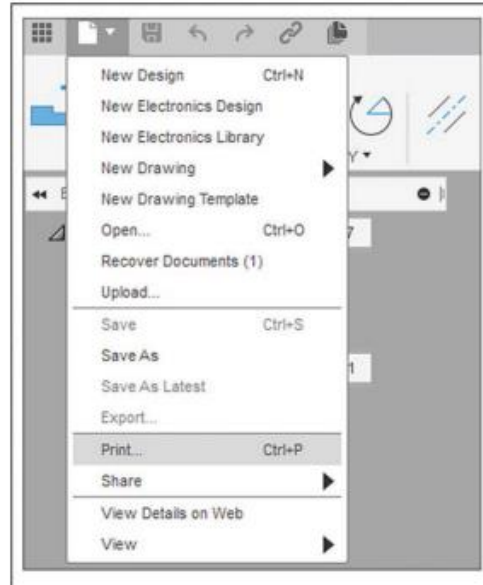 New Design Ctrl+N
New Electronics Design
New Electronics Library
New Drawing
New Drawing Template
Open... Ctrl+O
Recover Documents (1)
Upload...
Save Ctrl+S
Save As
Save As Latest
Export...
Print... Ctrl+P
Share
View Details on Web
View